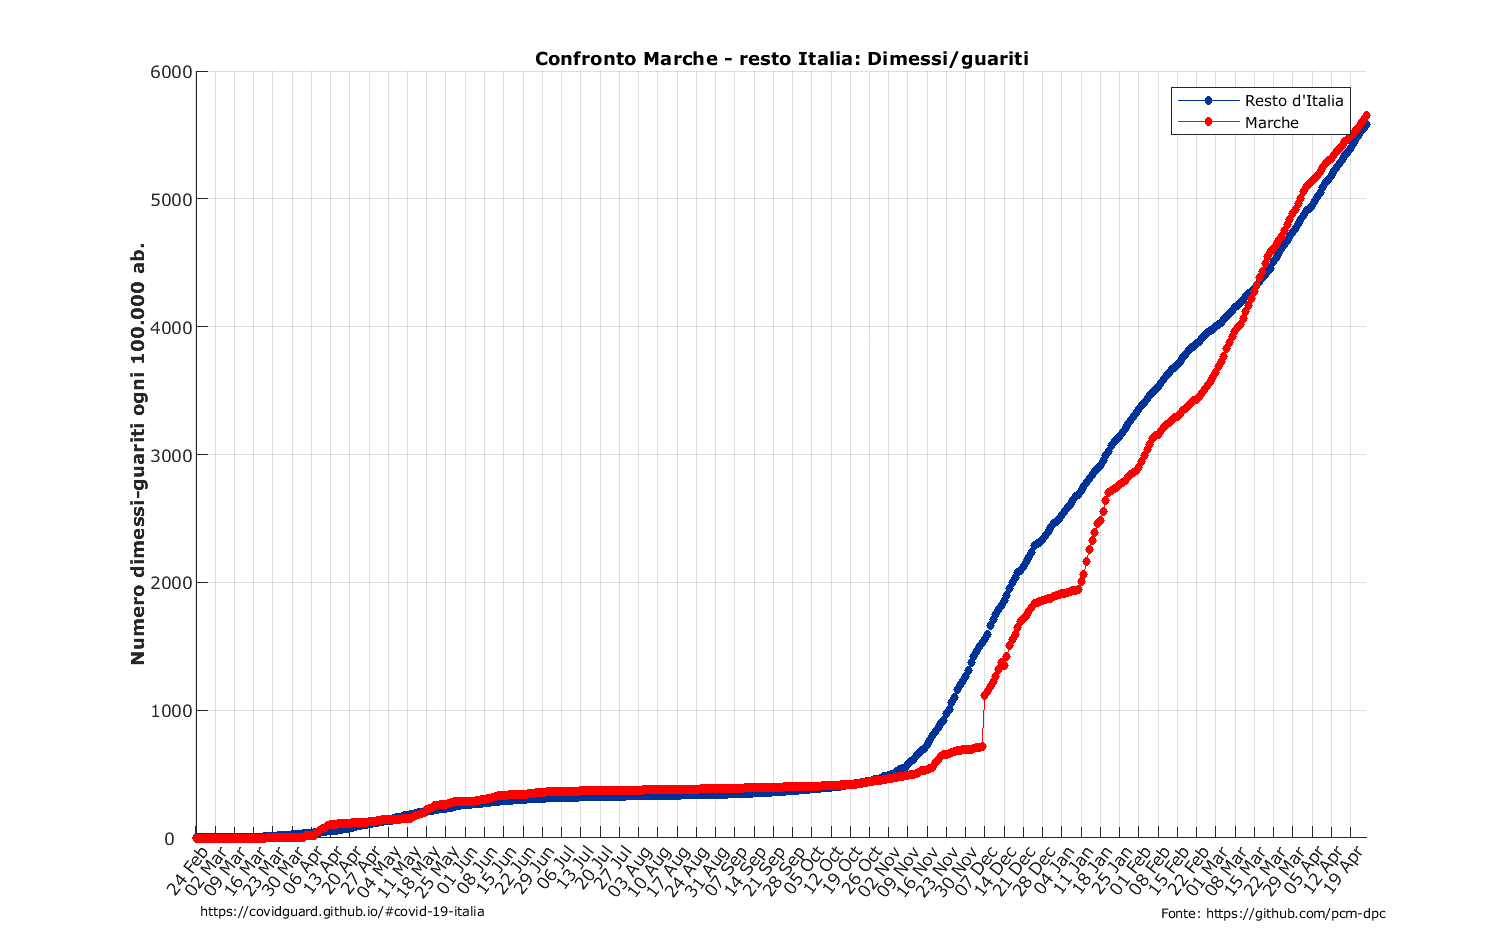 Confronto Marche - resto Italia: Dimessi/guariti
Numero dimessi-guariti ogni 100.000 ab.
6000
5000
4000
3000
2000
1000
0
Resto d'Italia
Marche
24 Feb
02 Mar
09 Mar
16 Mar
23 Mar
30 Mar
06 Apr
13 Apr
20 Apr
27 Apr
04 May
11 May
18 May
25 May
01 Jun
08 Jun
15 Jun
22 Jun
29 Jun
06 Jul
13 Jul
20 Jul
27 Jul
03 Aug
10 Aug
17 Aug
24 Aug
31 Aug
07 Sep
14 Sep
21 Sep
28 Sep
05 Oct
12 Oct
19 Oct
26 Oct
02 Nov
09 Nov
16 Nov
23 Nov
30 Nov
07 Dec
14 Dec
21 Dec
28 Dec
04 Jan
11 Jan
18 Jan
25 Jan
01 Feb
08 Feb
15 Feb
22 Feb
01 Mar
08 Mar
15 Mar
22 Mar
29 Mar
05 Apr
12 Apr
19 Apr
https://covidguard.github.io/#covid-19-italia
Fonte: https://github.com/pcm-dpc